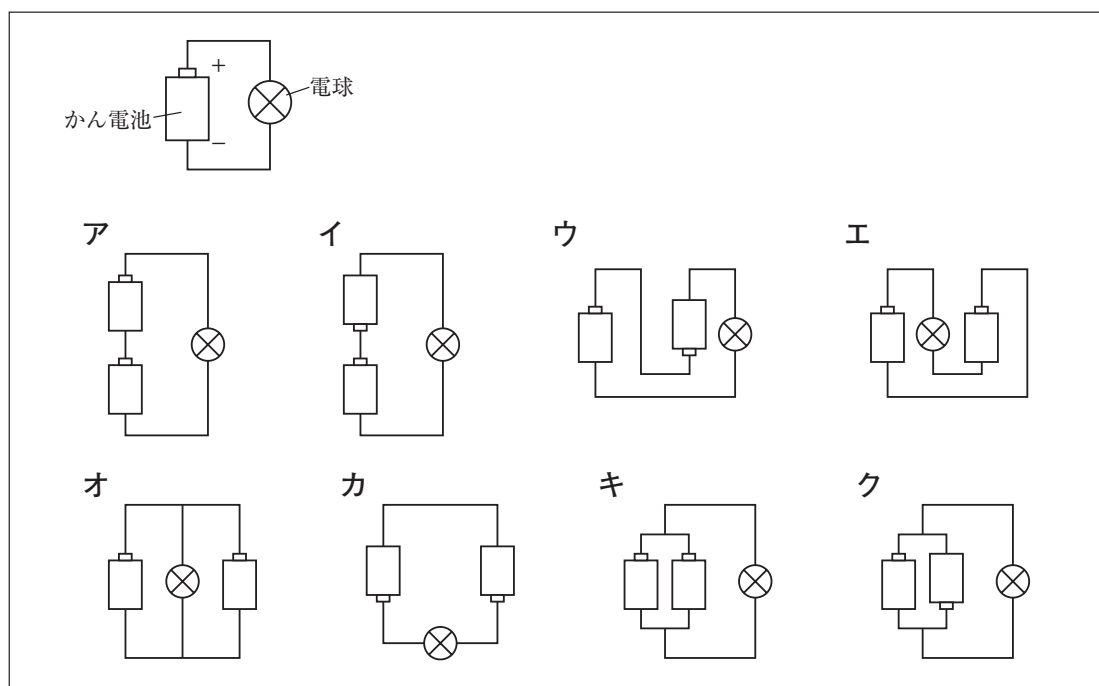 +
電球
かん電池
−
ア イ ウ エ
オ カ キ ク